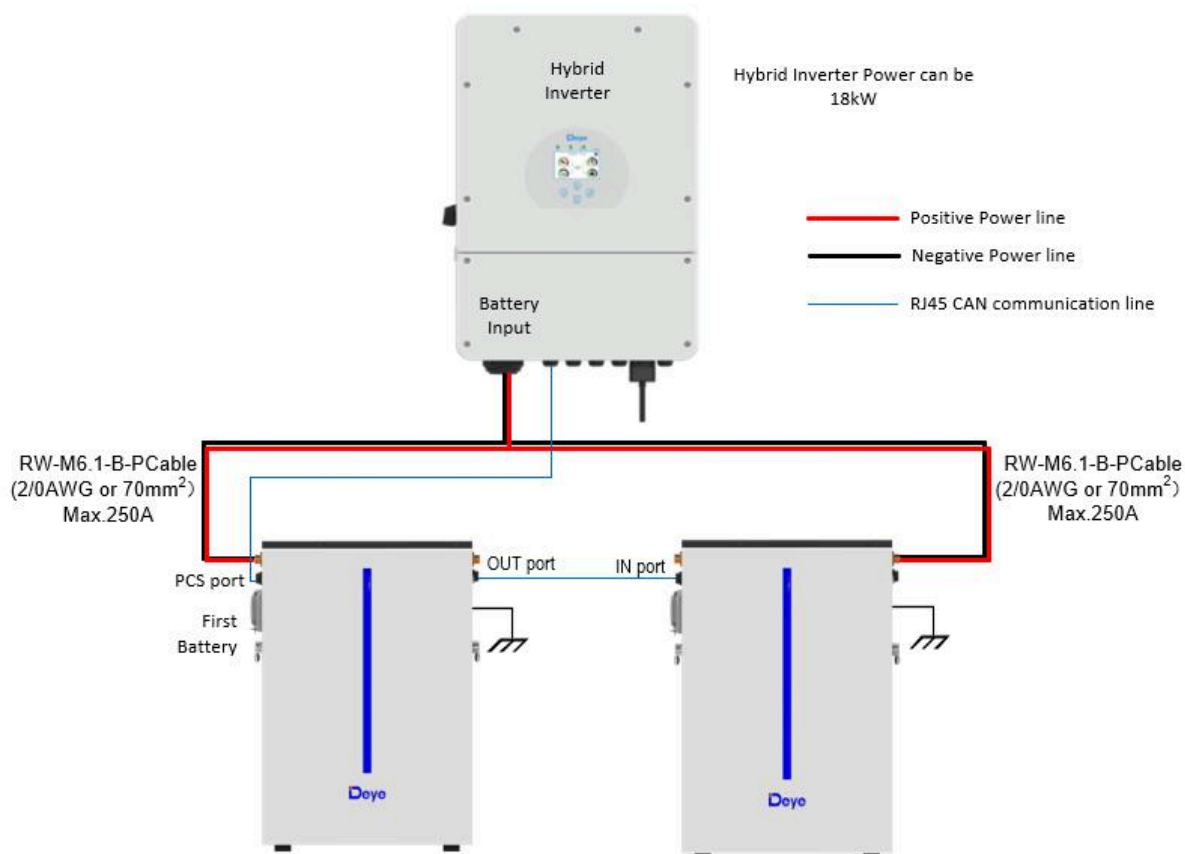 Hybrid
Inverter
Deye
Hybrid Inverter Power can be
18kW
Positive Power line
Negative Power line
RJ45 CAN communication line
Battery
Input
RW-M6.1-B-PCable
(2/0AWG or 70mm²）
Max.250A
RW-M6.1-B-PCable
(2/0AWG or 70mm²）
Max.250A
PCS port
OUT port
IN port
First
Battery
Deye
Deye